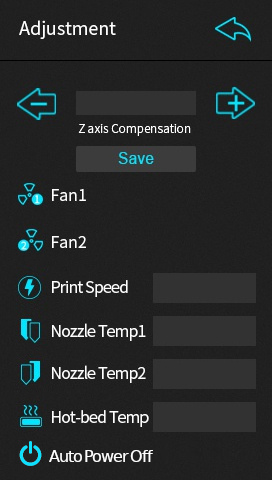 Adjustment
Z axis Compensation
Save
1
Fan1
2
Fan2
Print Speed
Nozzle Temp1
Nozzle Temp2
Hot-bed Temp
Auto Power Off